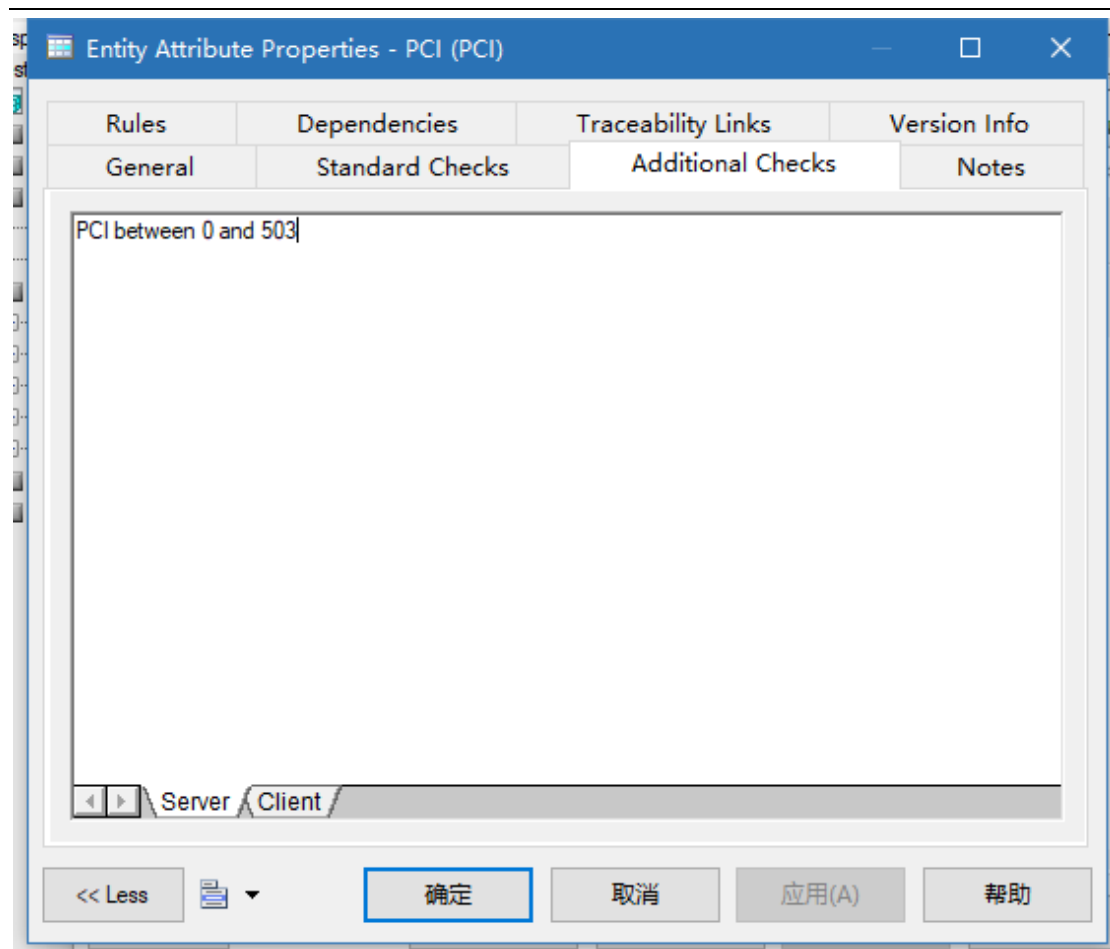 Entity Attribute Properties - PCI (PCI)
Rules Dependencies Traceability Links Version Info
General Standard Checks Additional Checks Notes
PCI between 0 and 503
Server Client
<< Less 确定 取消 应用(A) 帮助